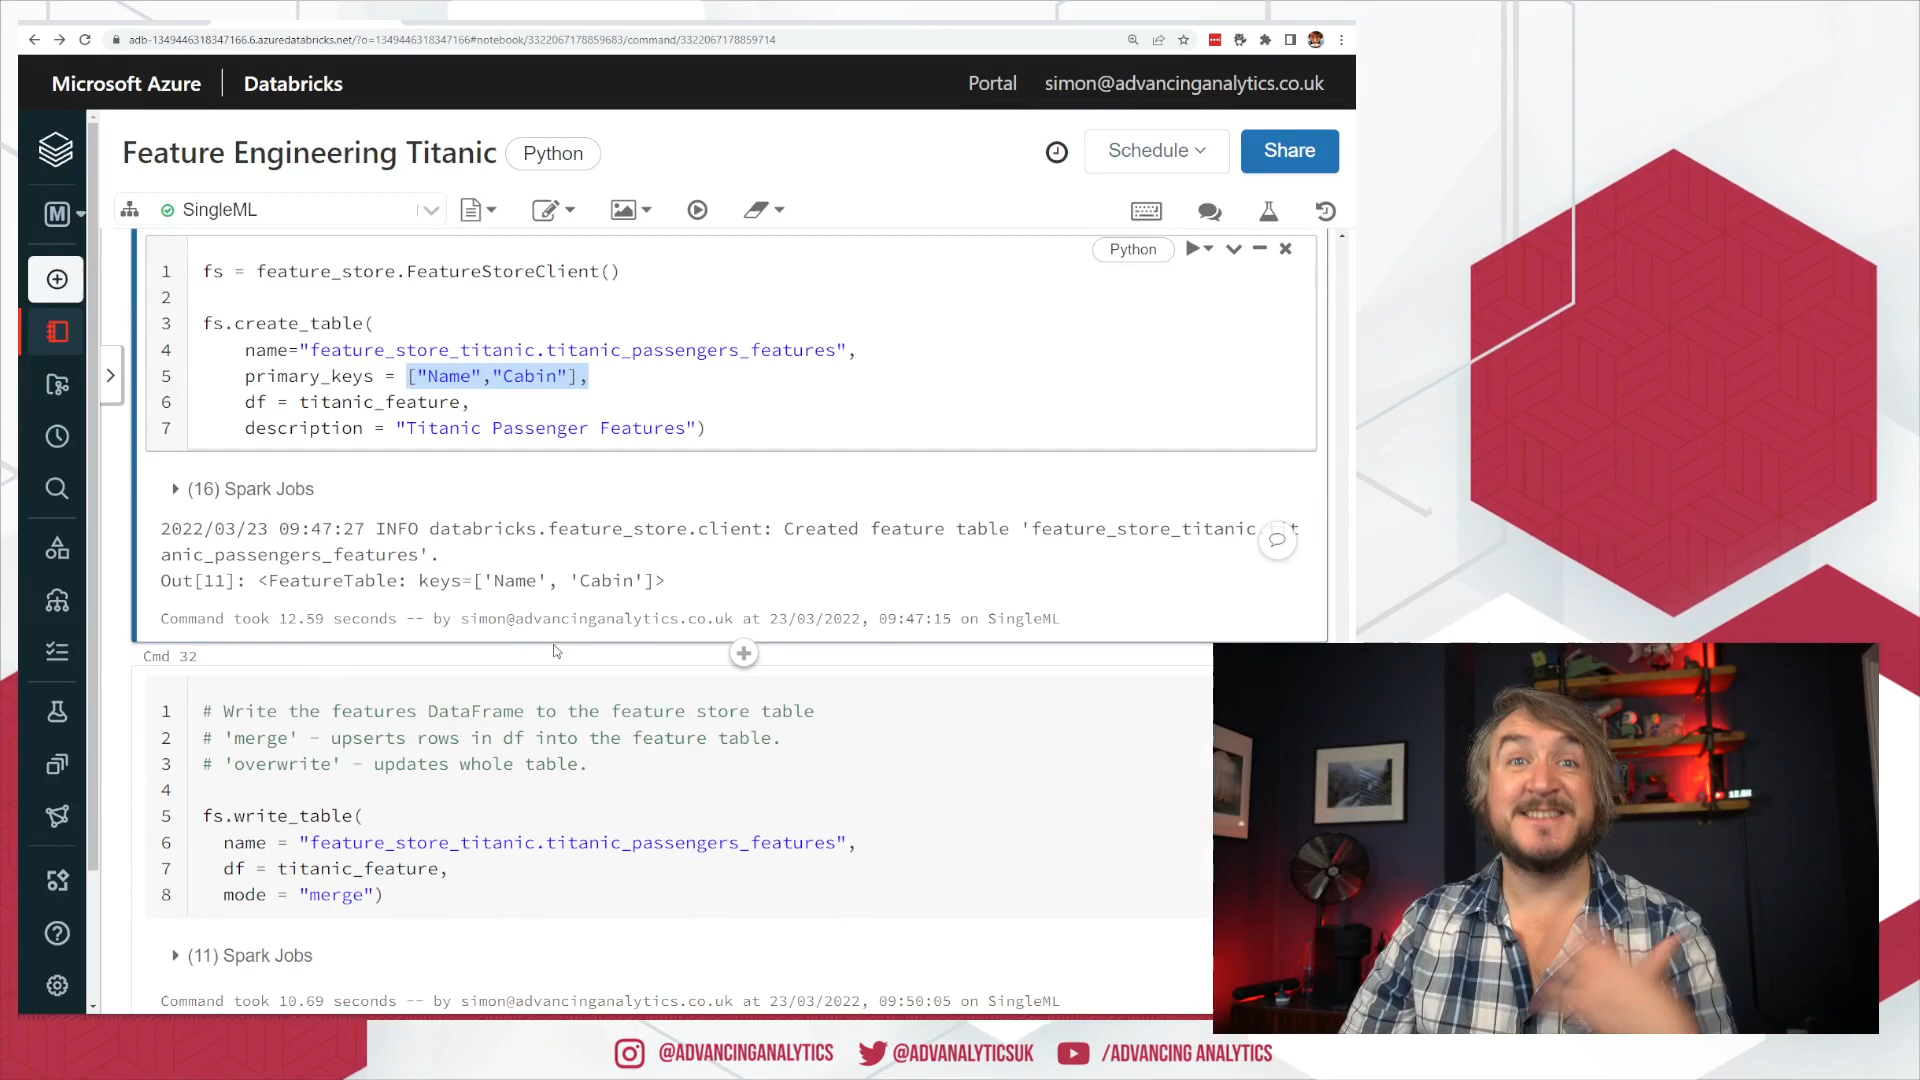 adb-1349446318347166.6.azuredatabricks.net/?o=1349446318347166#notebook/3322067178859683/command/3322067178859714
Microsoft Azure | Databricks
Portal simon@advancinganalytics.co.uk
Feature Engineering Titanic Python
Schedule Share
M SingleML
Python
1 fs = feature_store.FeatureStoreClient()
2
3 fs.create_table(
4 name="feature_store_titanic.titanic_passengers_features",
5 primary_keys = ["Name","Cabin"],
6 df = titanic_feature,
7 description = "Titanic Passenger Features")
(16) Spark Jobs
2022/03/23 09:47:27 INFO databricks.feature_store.client: Created feature table 'feature_store_titanic.tit
anic_passengers_features'.
Out[11]: <FeatureTable: keys=['Name', 'Cabin']>
Command took 12.59 seconds -- by simon@advancinganalytics.co.uk at 23/03/2022, 09:47:15 on SingleML
Cmd 32
1 # Write the features DataFrame to the feature store table
2 # 'merge' - upserts rows in df into the feature table.
3 # 'overwrite' - updates whole table.
4
5 fs.write_table(
6 name = "feature_store_titanic.titanic_passengers_features",
7 df = titanic_feature,
8 mode = "merge")
(11) Spark Jobs
Command took 10.69 seconds -- by simon@advancinganalytics.co.uk at 23/03/2022, 09:50:05 on SingleML
@ADVANCINGANALYTICS @ADVANALYTICSUK /ADVANCING ANALYTICS